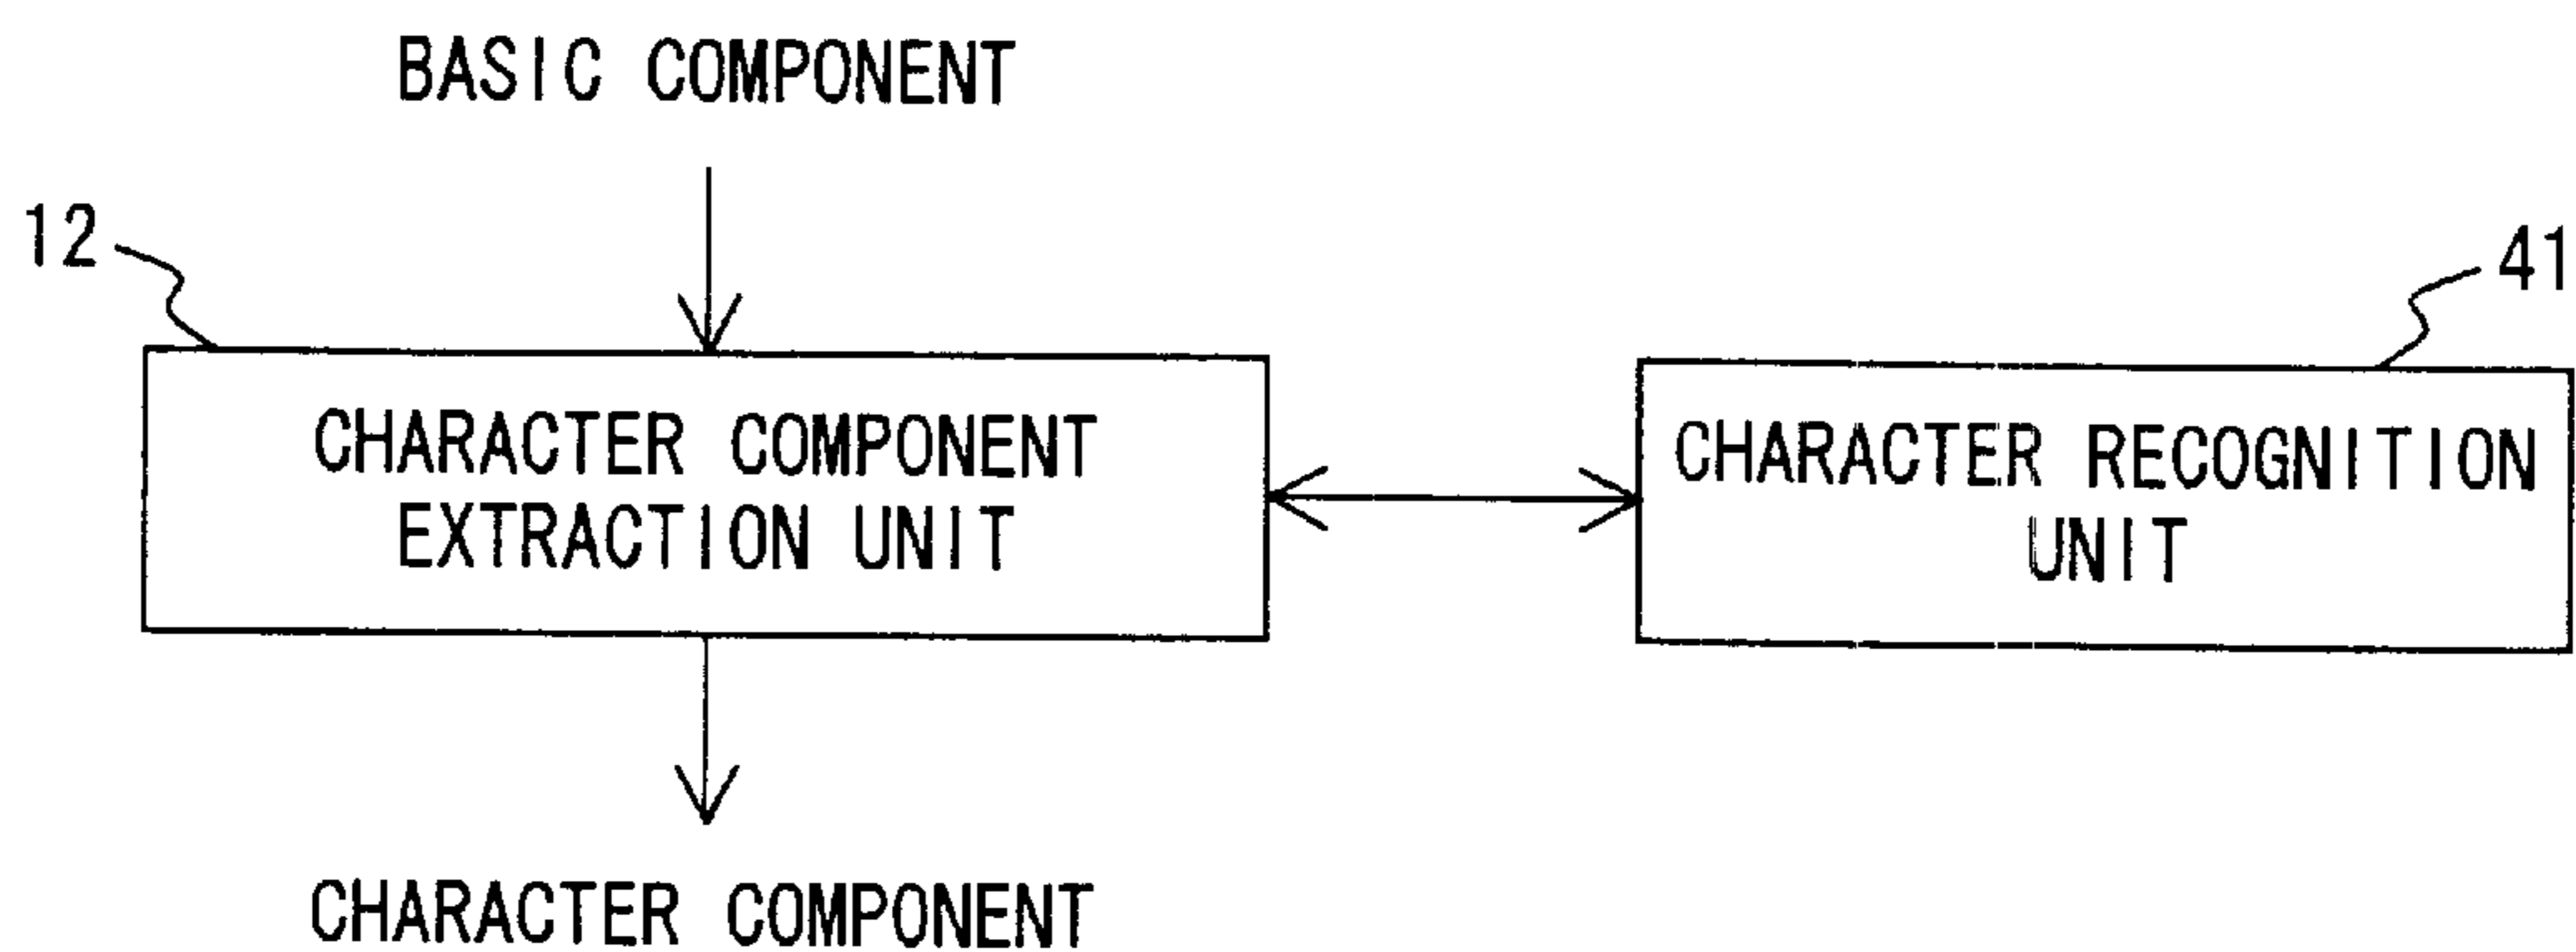 BASIC COMPONENT
12
41
CHARACTER COMPONENT
EXTRACTION UNIT
CHARACTER RECOGNITION
UNIT
CHARACTER COMPONENT